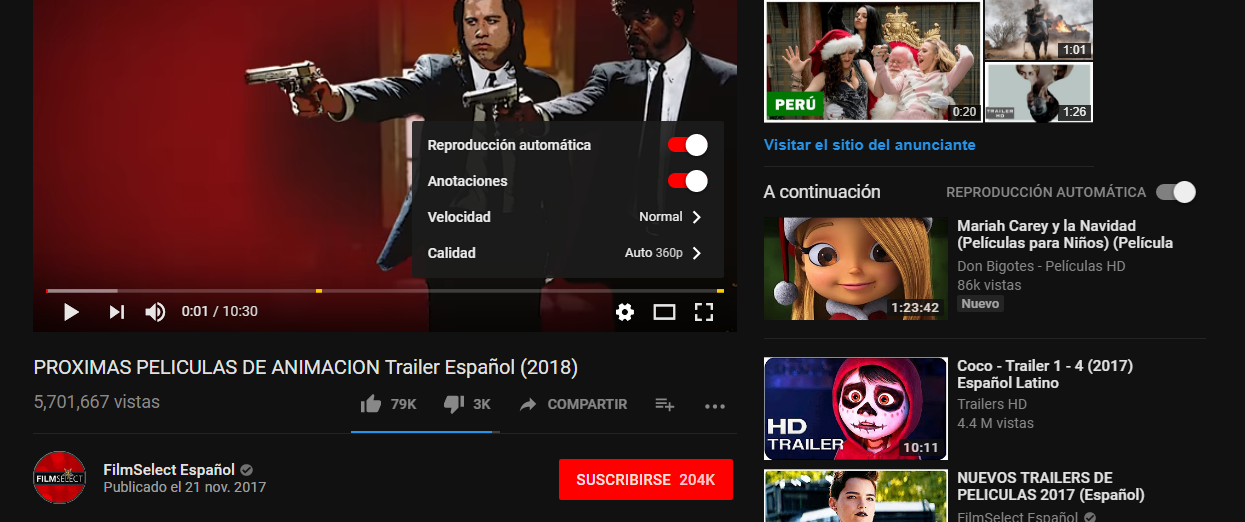 Reproducción automática
Anotaciones
Velocidad
Normal
Calidad
Auto 360p
0:01 / 10:30
PROXIMAS PELICULAS DE ANIMACION Trailer Español (2018)
5,701,667 vistas
79K
3K
COMPARTIR
FILMSELECT
FilmSelect Español
Publicado el 21 nov. 2017
SUSCRIBIRSE 204K
PERÚ
0:20
1:01
TRAILER
HD
1:26
Visitar el sitio del anunciante
A continuación
REPRODUCCIÓN AUTOMÁTICA
1:23:42
Mariah Carey y la Navidad
(Películas para Niños) (Película
Don Bigotes - Películas HD
86k vistas
Nuevo
HD
TRAILER
10:11
Coco - Trailer 1 - 4 (2017)
Español Latino
Trailers HD
4.4 M vistas
NUEVOS TRAILERS DE
PELICULAS 2017 (Español)
FilmSelect Español